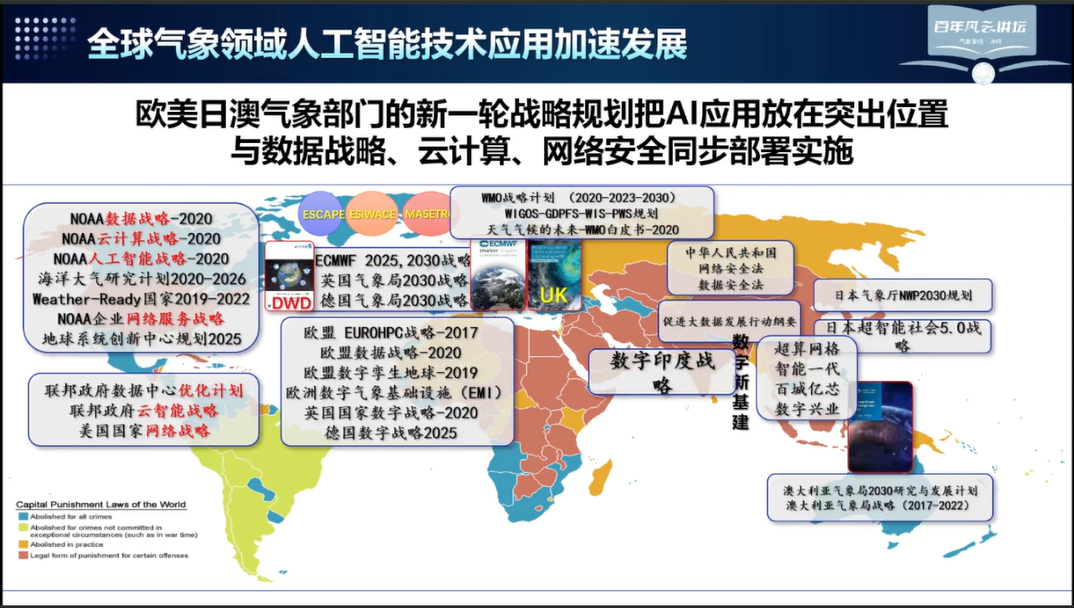 全球气象领域人工智能技术应用加速发展
百年风云讲坛
欧美日澳气象部门的新一轮战略规划把AI应用放在突出位置
与数据战略、云计算、网络安全同步部署实施
NOAA数据战略-2020
NOAA云计算战略-2020
NOAA人工智能战略-2020
海洋大气研究计划2020-2026
Weather-Ready国家2019-2022
NOAA企业网络服务战略
地球系统创新中心规划2025
联邦政府数据中心优化计划
联邦政府云智能战略
美国国家网络战略
ESCAPE
ESIWACE
MAESTR
WMO战略计划 （2020-2023-2030）
WIGOS-GDPFS-WIS-PWS规划
天气气候的未来-WMO白皮书-2020
DWD
ECMWF 2025,2030战略
英国气象局2030战略
德国气象局2030战略
ECMWF
UK
欧盟 EUROHPC战略-2017
欧盟数据战略-2020
欧盟数字孪生地球-2019
欧洲数字气象基础设施（EMI）
英国国家数字战略-2020
德国数字战略2025
中华人民共和国
网络安全法
数据安全法
促进大数据发展行动纲要
数字印度战
略
数字新基建
超算网格
智能一代
百城亿芯
数字兴业
日本气象厅NWP2030规划
日本超智能社会5.0战
略
澳大利亚气象局2030研究与发展计划
澳大利亚气象局战略（2017-2022）
Capital Punishment Laws of the World
Abolished for all crimes
Abolished for crimes not committed in
exceptional circumstances (such as in war time)
Abolished in practice
Legal form of punishment for certain offenses